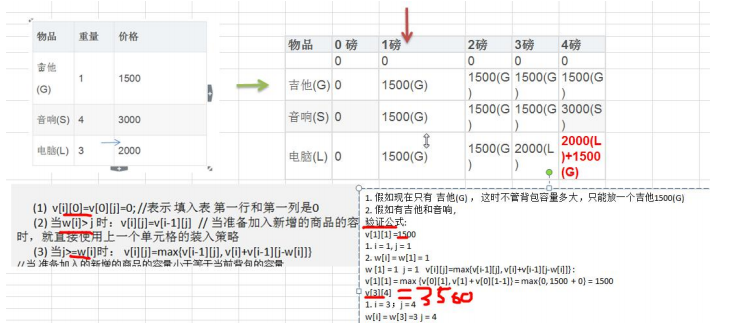 物品 重量 价格
吉他
(G) 1 1500
音响(S) 4 3000
电脑(L) 3 2000
物品 0 磅 1磅 2磅 3磅 4磅
0 0 0 0 0
吉他(G) 0 1500(G) 1500(G) 1500(G) 1500(G)
音响(S) 0 1500(G) 1500(G) 1500(G) 3000(S)
电脑(L) 0 1500(G) 1500(G) 2000(L) 2000(L)+1500(G)
(1) v[i][0]=v[0][j]=0; //表示 填入表 第一行和第一列是0
(2) 当w[i]> j 时：v[i][j]=v[i-1][j] // 当准备加入新增的商品的容
时，就直接使用上一个单元格的装入策略
(3) 当j>=w[i]时： v[i][j]=max{v[i-1][j], v[i]+v[i-1][j-w[i]]}
//当 准备加入的新增的商品的容量小于等于当前背包的容量
1. 假如现在只有 吉他(G) ， 这时不管背包容量多大，只能放一个吉他1500(G)
2. 假如有吉他和音响,
验证公式:
v[1][1] =1500
1. i = 1, j = 1
2. w[i] = w[1] = 1
w [1] = 1 j = 1 v[i][j]=max{v[i-1][j], v[i]+v[i-1][j-w[i]]} :
v[1][1] = max {v[0][1], v[1] + v[0][1-1]} = max{0, 1500 + 0} = 1500
v[3][4] = 3500
1. i = 3 ; j = 4
w[i] = w[3] =3 j = 4